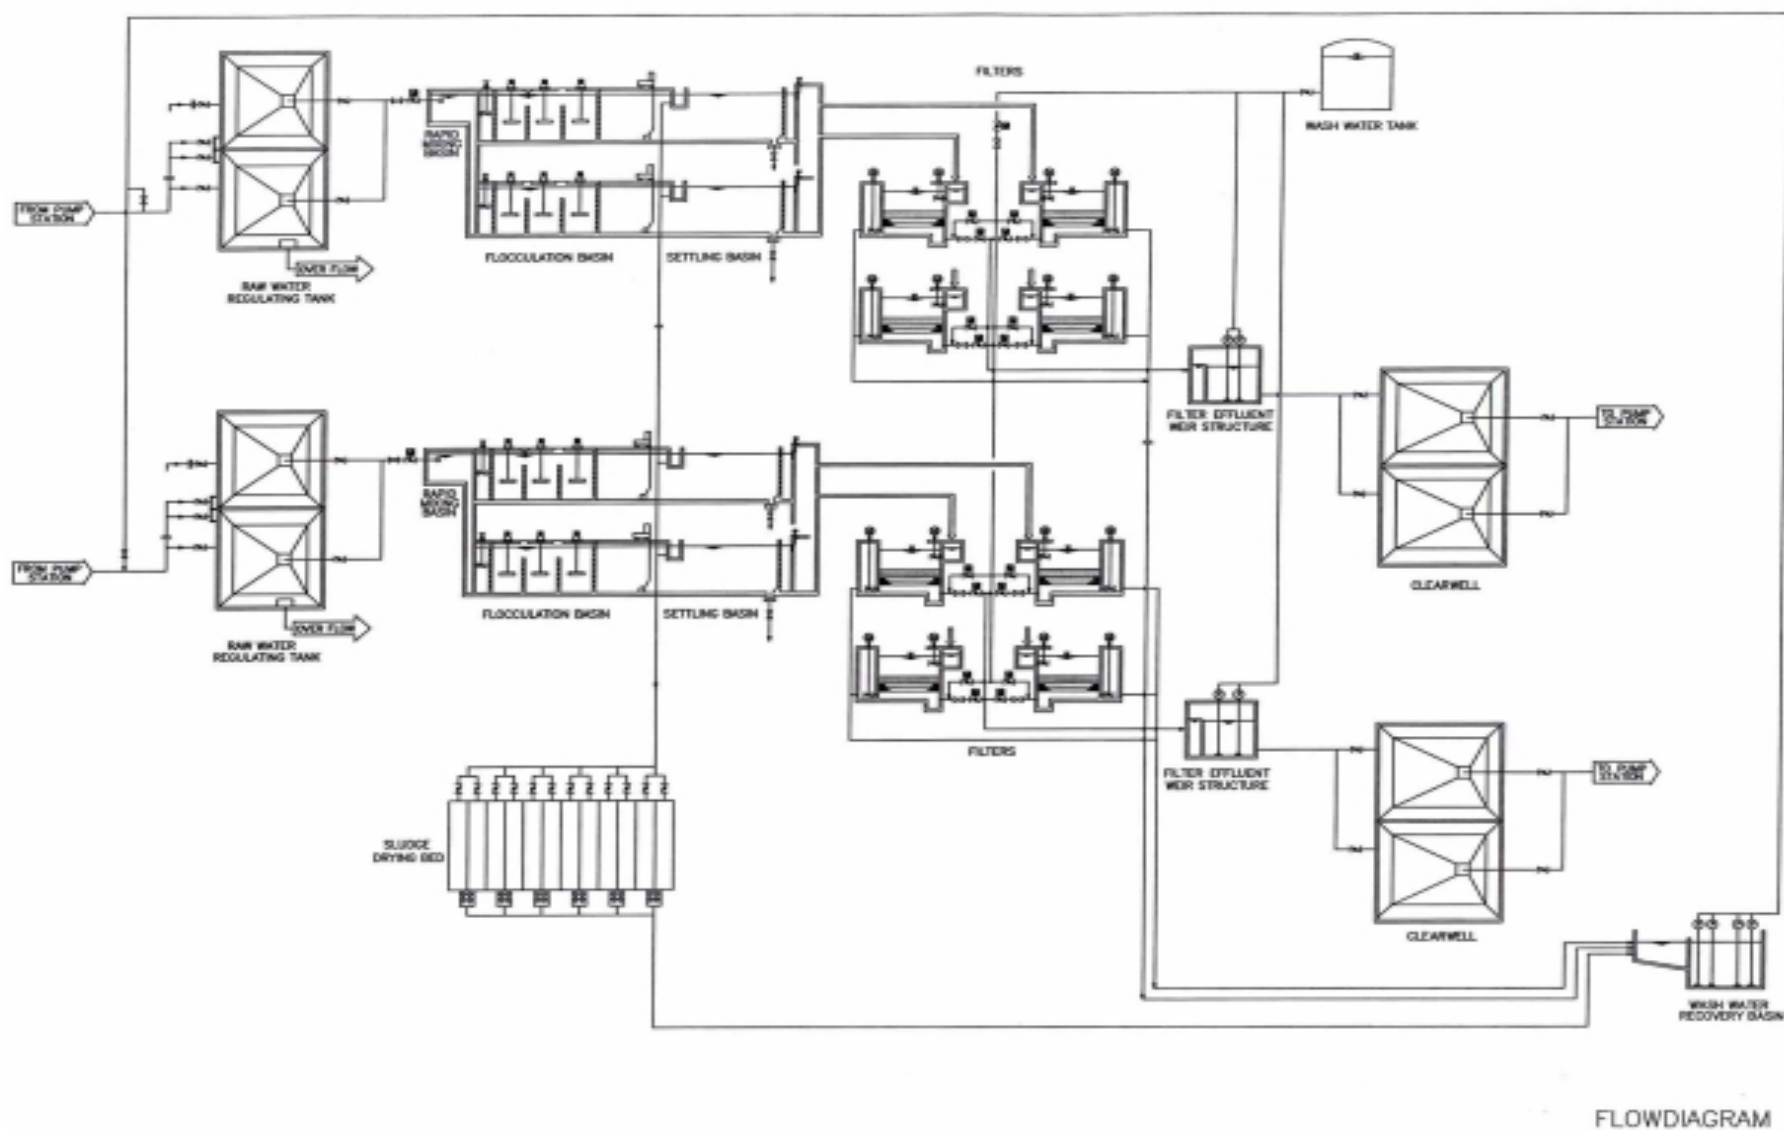 FILTERS
WASH WATER TANK
RAPID
MIXING
BASIN
FROM PUMP
STATION
FLOCCULATION BASIN
SETTLING BASIN
OVER FLOW
RAW WATER
REGULATING TANK
FILTER EFFLUENT
WEIR STRUCTURE
TO PUMP
STATION
CLEARWELL
RAPID
MIXING
BASIN
FROM PUMP
STATION
FLOCCULATION BASIN
SETTLING BASIN
OVER FLOW
RAW WATER
REGULATING TANK
FILTERS
FILTER EFFLUENT
WEIR STRUCTURE
TO PUMP
STATION
SLUDGE
DRYING BED
CLEARWELL
WASH WATER
RECOVERY BASIN
FLOWDIAGRAM